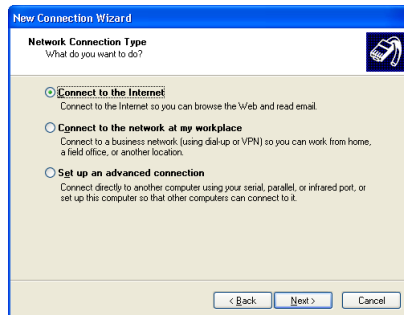 New Connection Wizard
Network Connection Type
What do you want to do?
Connect to the Internet
Connect to the Internet so you can browse the Web and read email.
Connect to the network at my workplace
Connect to a business network (using dial-up or VPN) so you can work from home,
a field office, or another location.
Set up an advanced connection
Connect directly to another computer using your serial, parallel, or infrared port, or
set up this computer so that other computers can connect to it.
< Back
Next >
Cancel